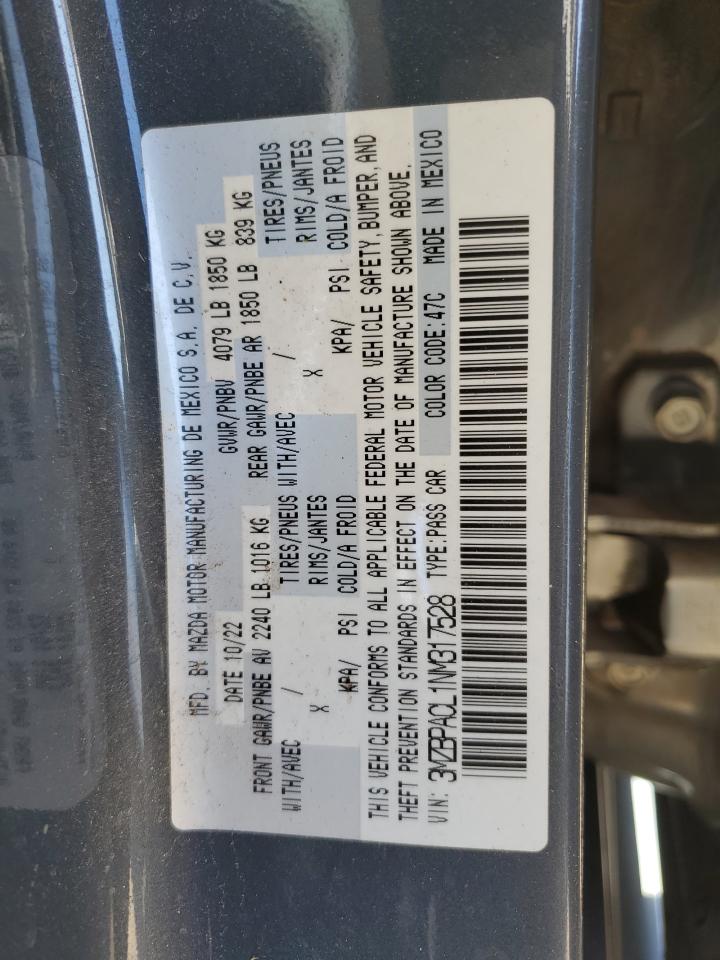 MFD. BY MAZDA MOTOR MANUFACTURING DE MEXICO S.A. DE C.V.
DATE 10/22 GVWR/PNBV 4079 LB 1850 KG
FRONT GAWR/PNBE AV 2240 LB 1016 KG REAR GAWR/PNBE AR 1850 LB 839 KG
WITH/AVEC / TIRES/PNEUS WITH/AVEC / TIRES/PNEUS
X RIMS/JANTES X RIMS/JANTES
KPA/ PSI COLD/A FROID KPA/ PSI COLD/A FROID
THIS VEHICLE CONFORMS TO ALL APPLICABLE FEDERAL MOTOR VEHICLE SAFETY, BUMPER, AND
THEFT PREVENTION STANDARDS IN EFFECT ON THE DATE OF MANUFACTURE SHOWN ABOVE.
VIN: 3MZBPACL1NM317528 TYPE:PASS CAR COLOR CODE:47C MADE IN MEXICO